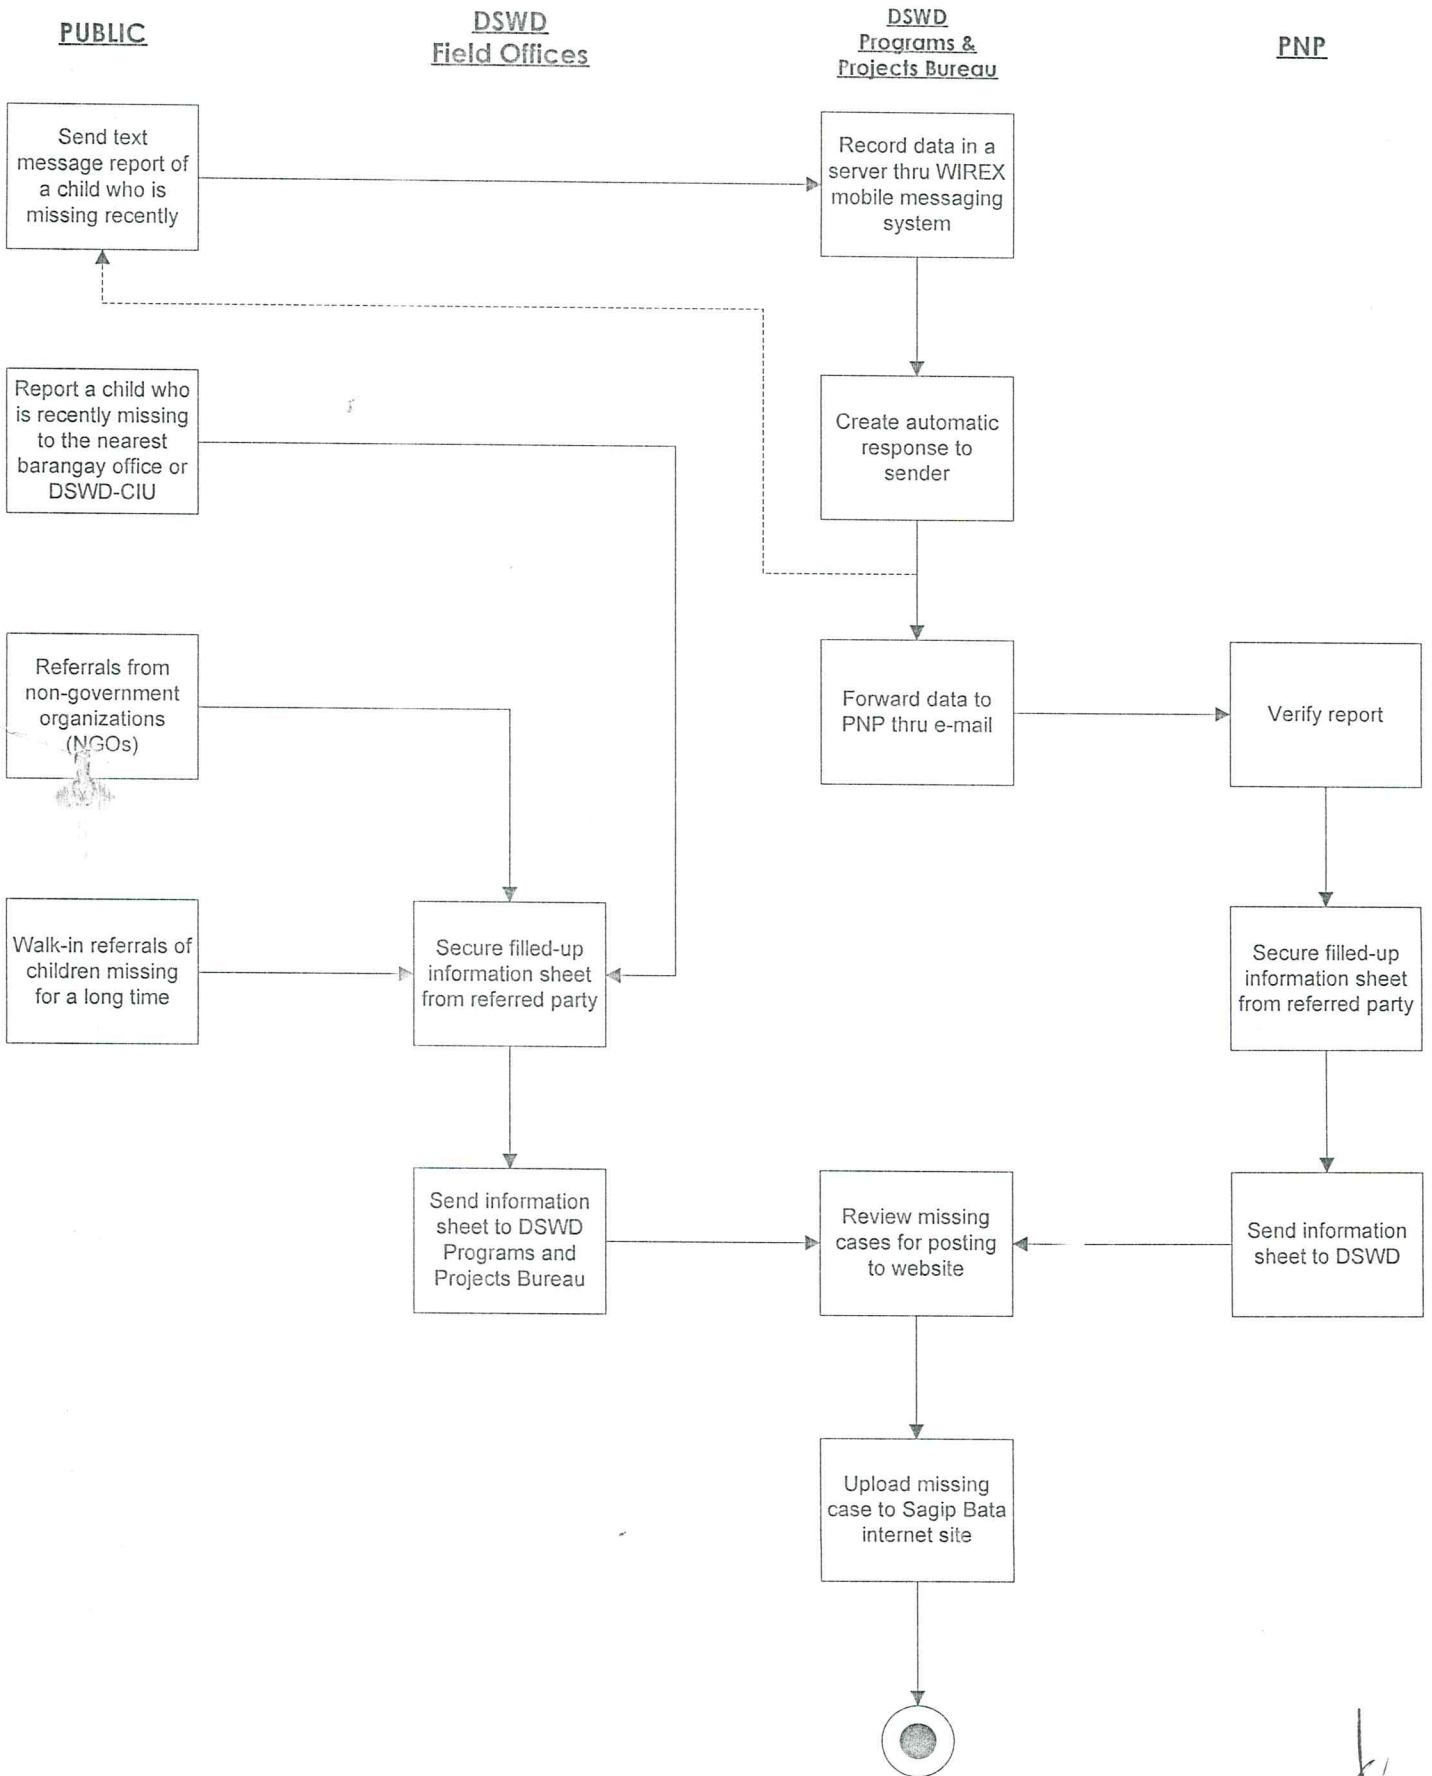 PUBLIC
DSWD
Field Offices
DSWD
Programs &
Projects Bureau
PNP
Send text
message report of
a child who is
missing recently
Record data in a
server thru WIREX
mobile messaging
system
Report a child who
is recently missing
to the nearest
barangay office or
DSWD-CIU
Create automatic
response to
sender
Referrals from
non-government
organizations
(NGOs)
Forward data to
PNP thru e-mail
Verify report
Walk-in referrals of
children missing
for a long time
Secure filled-up
information sheet
from referred party
Secure filled-up
information sheet
from referred party
Send information
sheet to DSWD
Programs and
Projects Bureau
Review missing
cases for posting
to website
Send information
sheet to DSWD
Upload missing
case to Sagip Bata
internet site